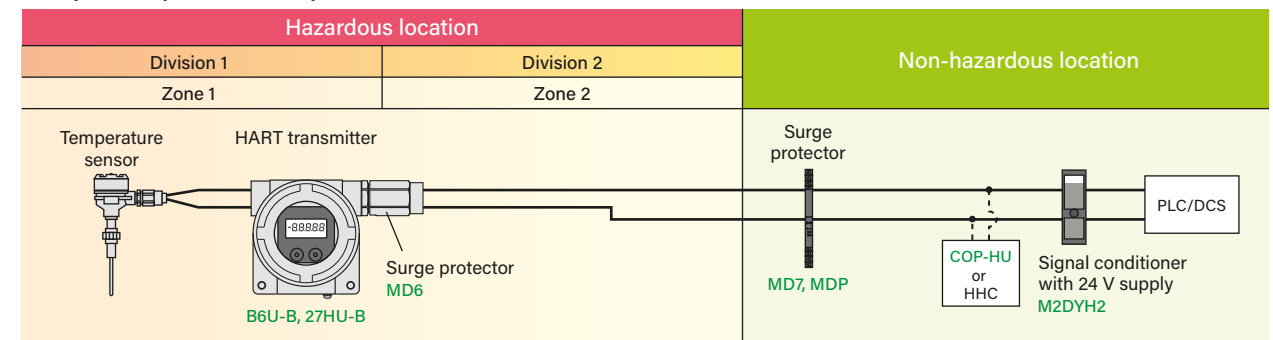 Hazardous location
Non-hazardous location
Division 1
Division 2
Zone 1
Zone 2
Temperature
sensor
HART transmitter
-88888
Surge protector
MD6
B6U-B, 27HU-B
Surge
protector
MD7, MDP
COP-HU
or
HHC
Signal conditioner
with 24 V supply
M2DYH2
PLC/DCS